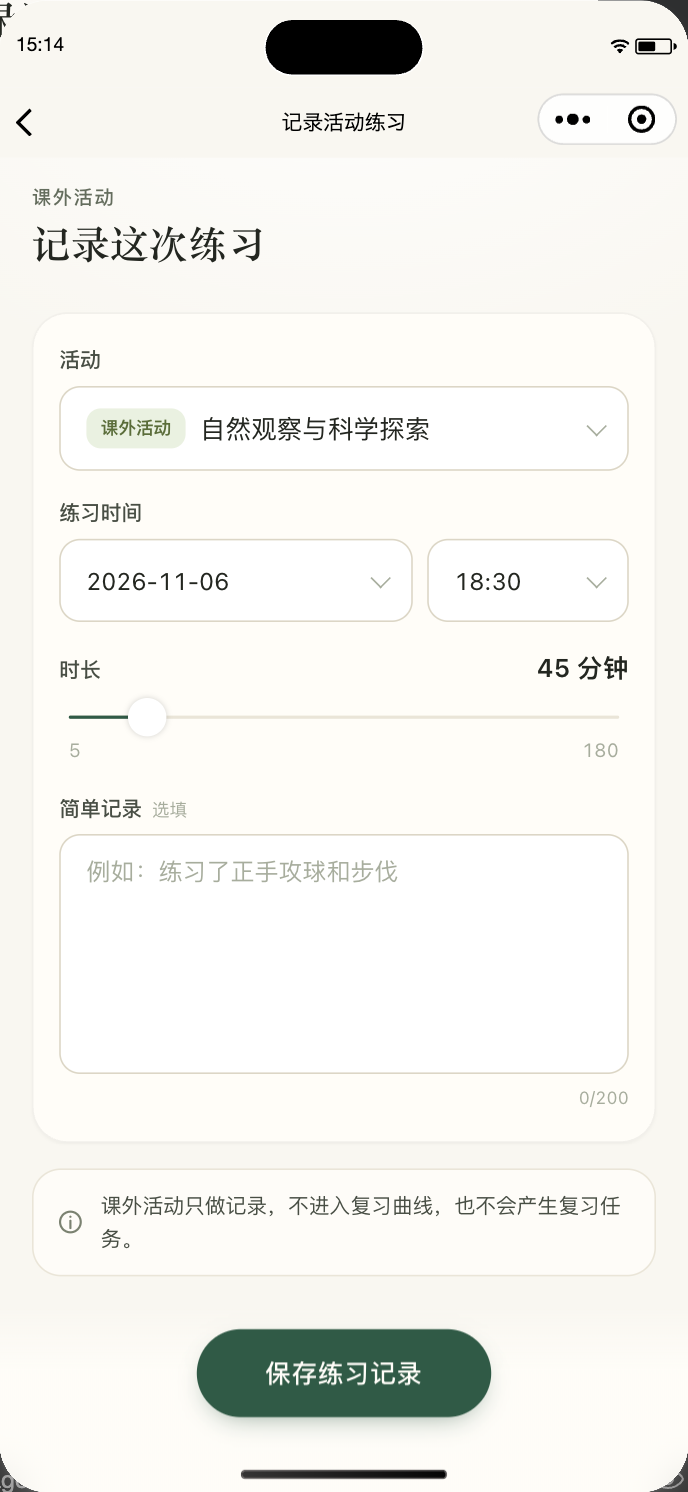 15:14
记录活动练习
课外活动
记录这次练习
活动
课外活动 自然观察与科学探索
练习时间
2026-11-06 18:30
时长 45 分钟
5 180
简单记录 选填
例如：练习了正手攻球和步伐
0/200
课外活动只做记录，不进入复习曲线，也不会产生复习任
务。
保存练习记录